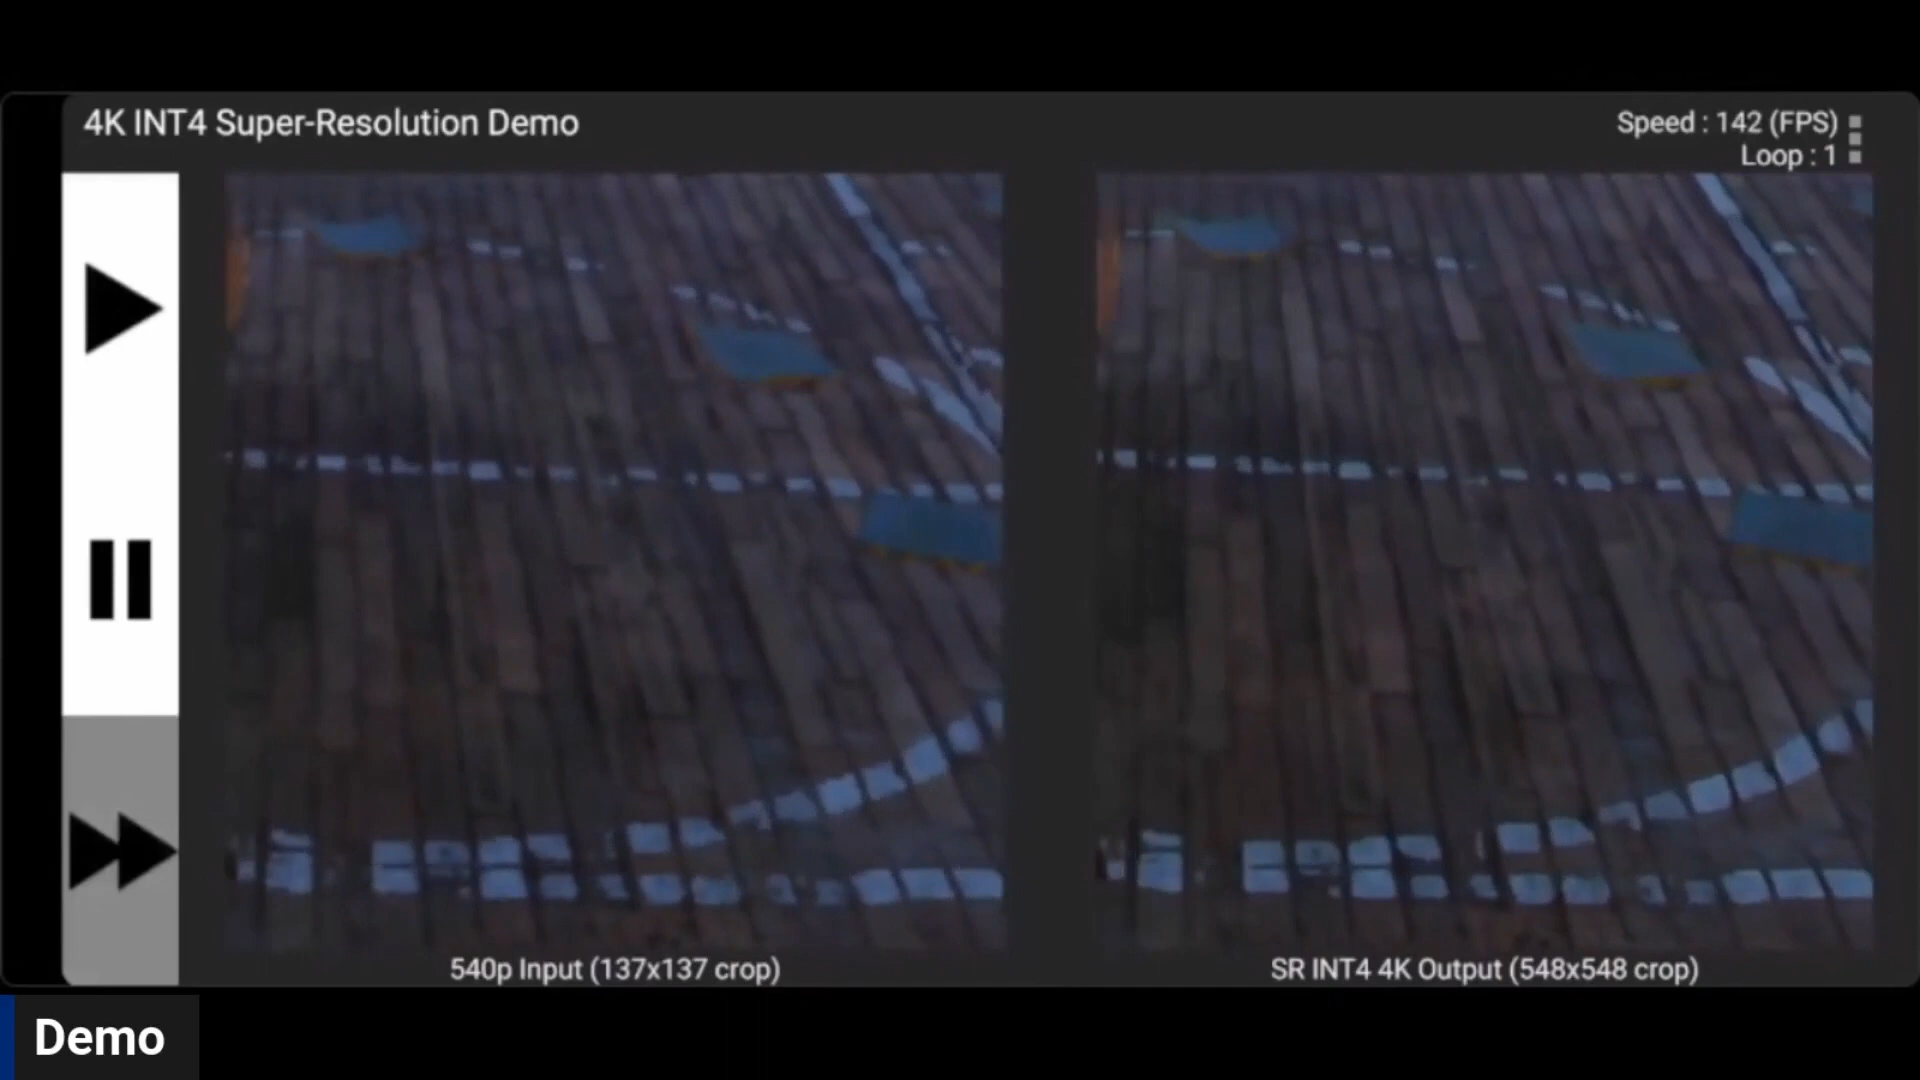 4K INT4 Super-Resolution Demo
Speed : 142 (FPS)
Loop : 1
540p Input (137x137 crop)
SR INT4 4K Output (548x548 crop)
Demo